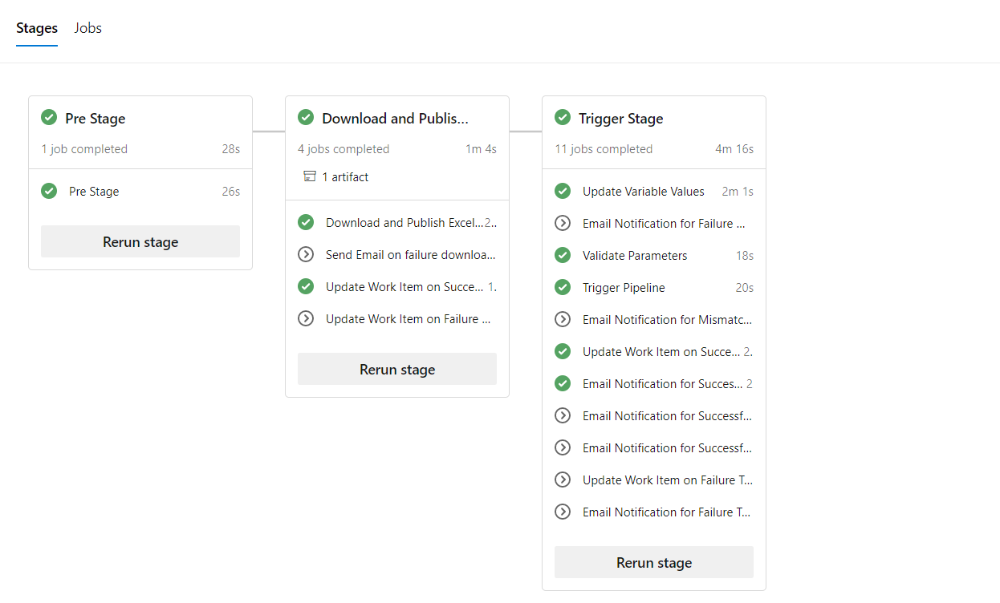 Stages Jobs
Pre Stage
1 job completed 28s
Pre Stage 26s
Rerun stage
Download and Publis...
4 jobs completed 1m 4s
1 artifact
Download and Publish Excel...2..
Send Email on failure downloa...
Update Work Item on Succe... 1.
Update Work Item on Failure ...
Rerun stage
Trigger Stage
11 jobs completed 4m 16s
Update Variable Values 2m 1s
Email Notification for Failure ...
Validate Parameters 18s
Trigger Pipeline 20s
Email Notification for Mismatc...
Update Work Item on Succe... 2.
Email Notification for Succes... 2
Email Notification for Successf...
Email Notification for Successf...
Update Work Item on Failure T...
Email Notification for Failure T...
Rerun stage